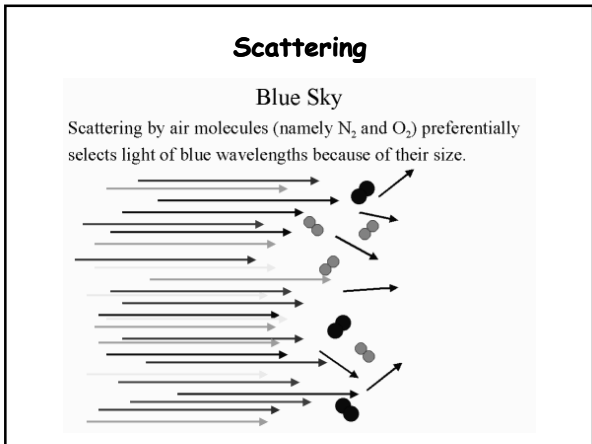 Scattering
Blue Sky
Scattering by air molecules (namely N₂ and O₂) preferentially
selects light of blue wavelengths because of their size.